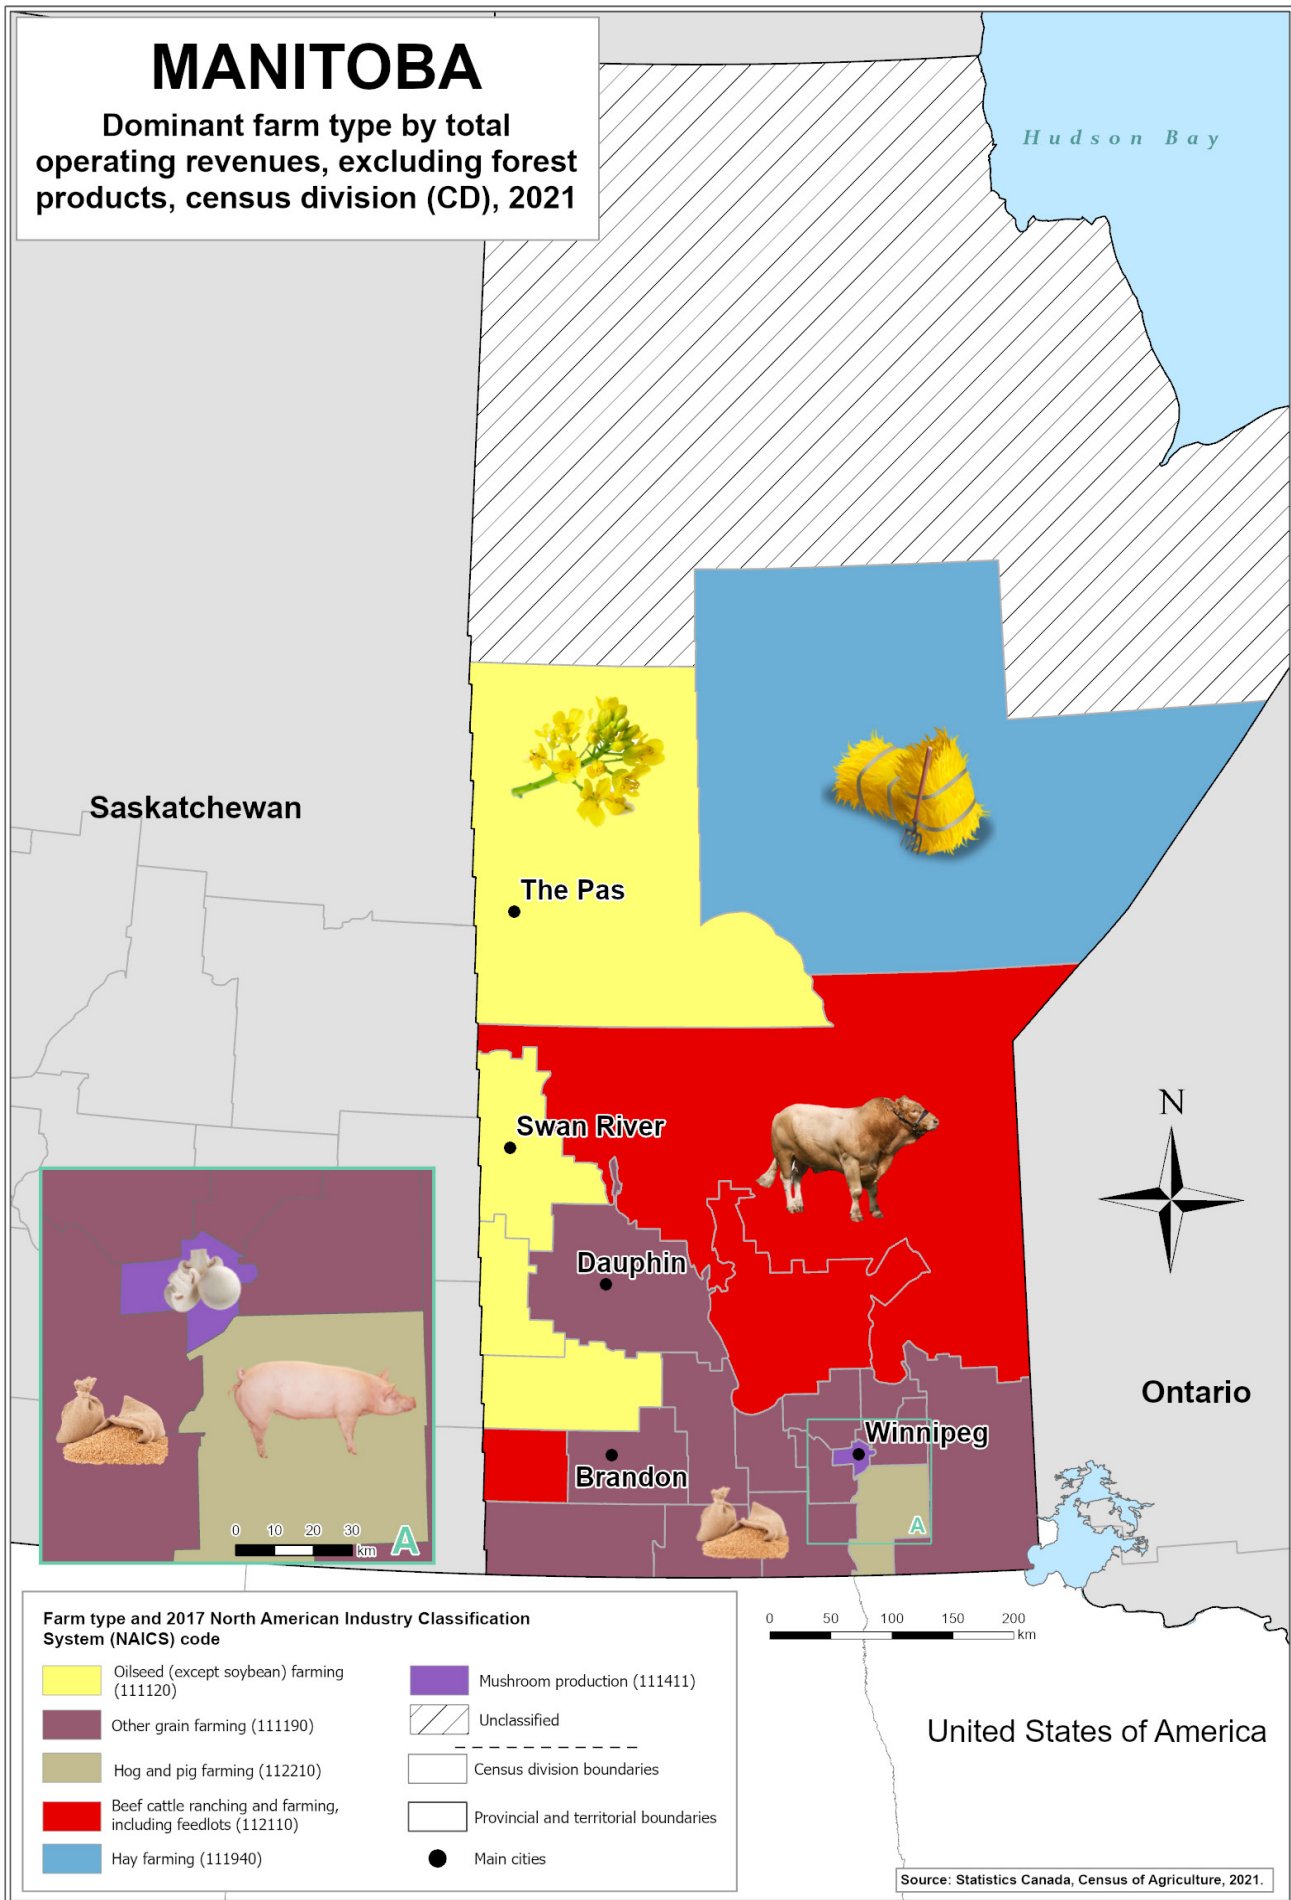 MANITOBA
Dominant farm type by total
operating revenues, excluding forest
products, census division (CD), 2021
Hudson Bay
Saskatchewan
The Pas
Swan River
N
Dauphin
Ontario
Winnipeg
Brandon
A
0 10 20 30
km
A
0 50 100 150 200
km
Farm type and 2017 North American Industry Classification
System (NAICS) code
Oilseed (except soybean) farming
(111120)
Other grain farming (111190)
Hog and pig farming (112210)
Beef cattle ranching and farming,
including feedlots (112110)
Hay farming (111940)
Mushroom production (111411)
Unclassified
Census division boundaries
Provincial and territorial boundaries
Main cities
United States of America
Source: Statistics Canada, Census of Agriculture, 2021.